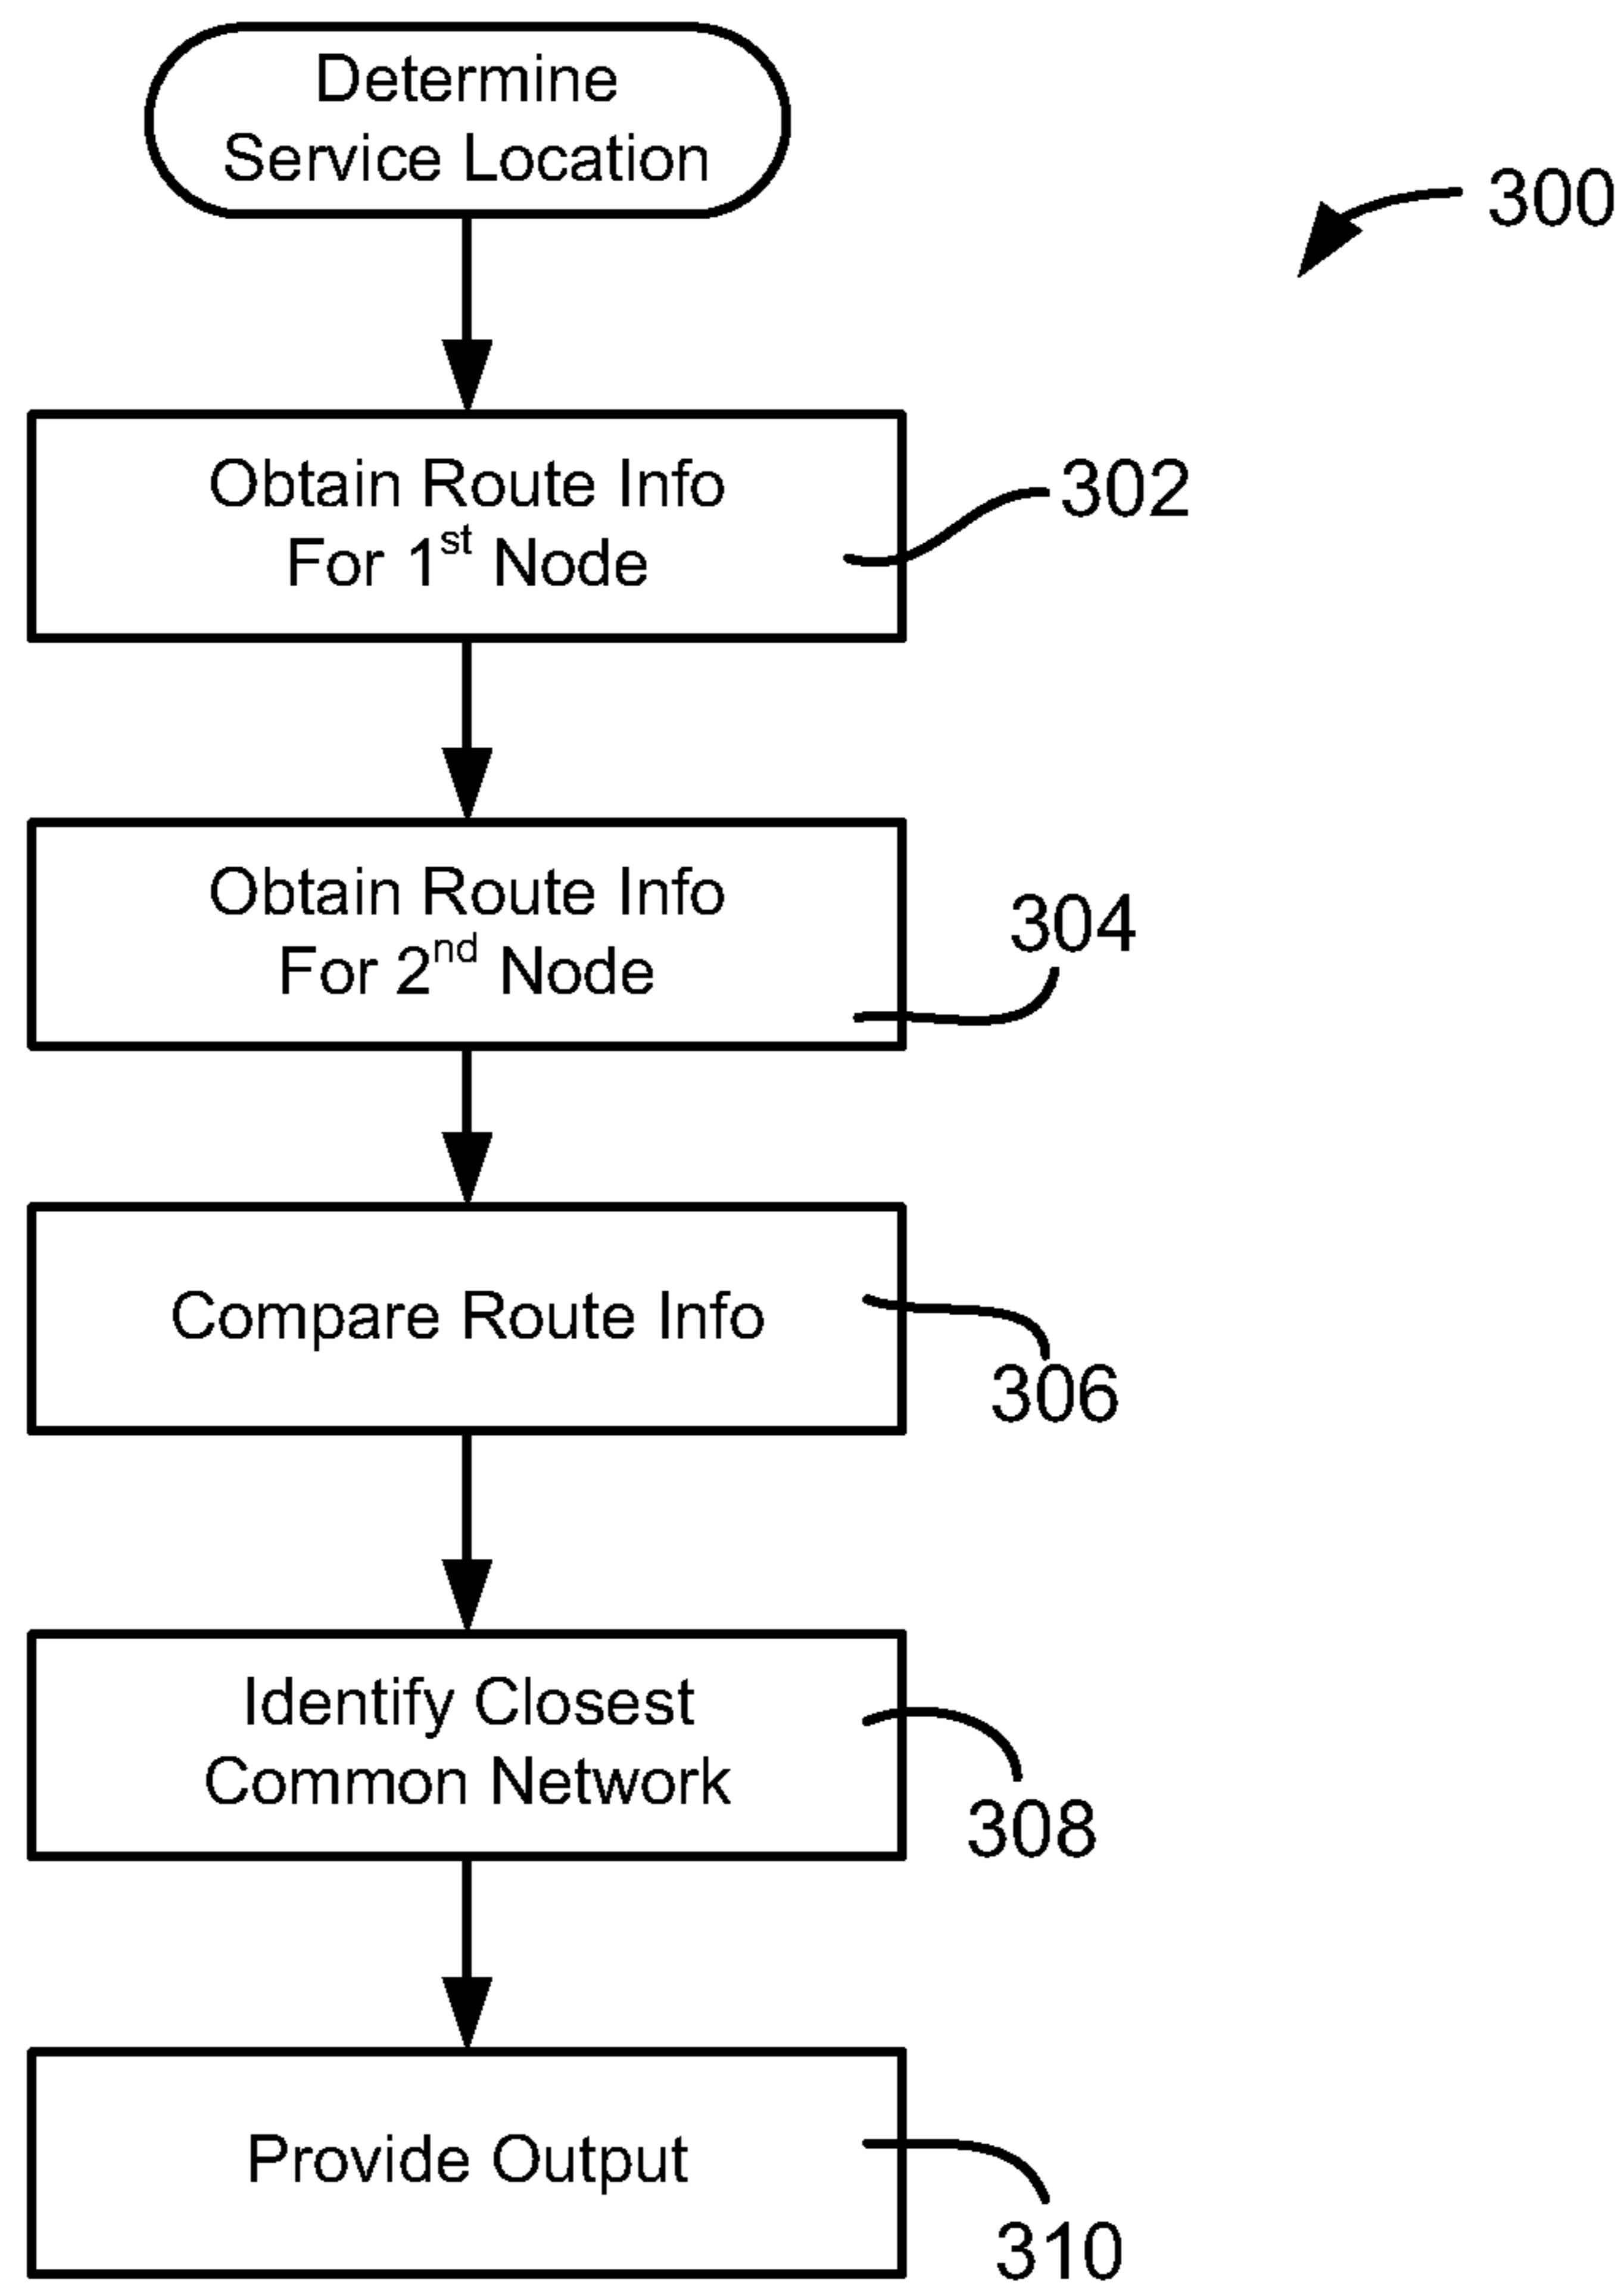 Determine
Service Location
300
Obtain Route Info
For 1st Node
302
Obtain Route Info
For 2nd Node
304
Compare Route Info
306
Identify Closest
Common Network
308
Provide Output
310